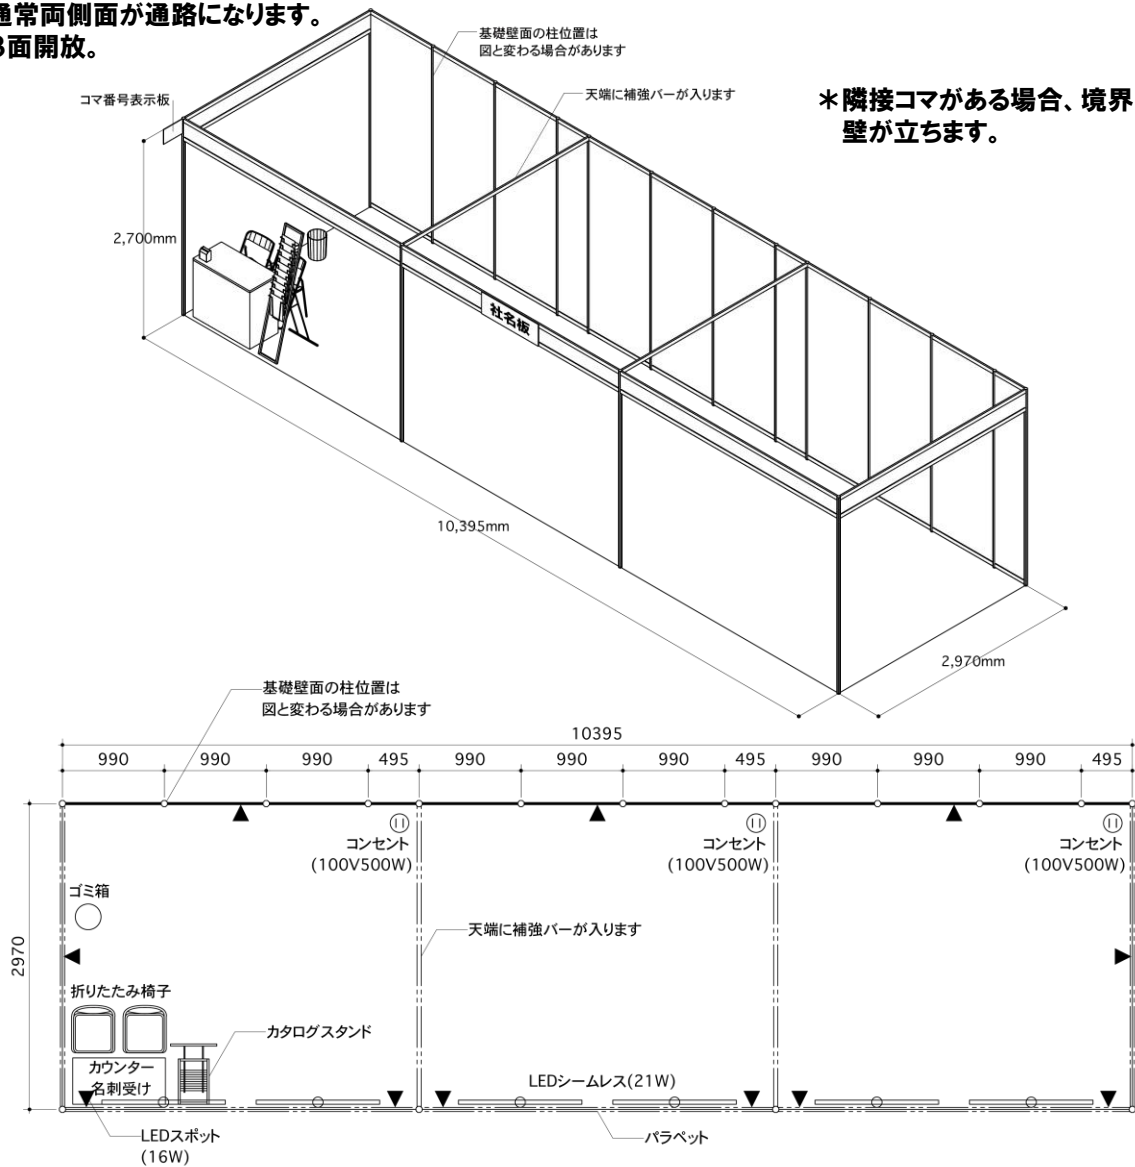 通常両側面が通路になります。
3面開放。
基礎壁面の柱位置は
図と変わる場合があります
コマ番号表示板
天端に補強バーが入ります
＊隣接コマがある場合、境界
壁が立ちます。
2,700mm
社名板
10,395mm
2,970mm
基礎壁面の柱位置は
図と変わる場合があります
10395
990 990 990 495 990 990 990 495 990 990 990 495
コンセント
(100V500W)
コンセント
(100V500W)
コンセント
(100V500W)
ゴミ箱
天端に補強バーが入ります
2970
折りたたみ椅子
カタログスタンド
カウンター
名刺受け
LEDシームレス(21W)
LEDスポット
(16W)
パラペット